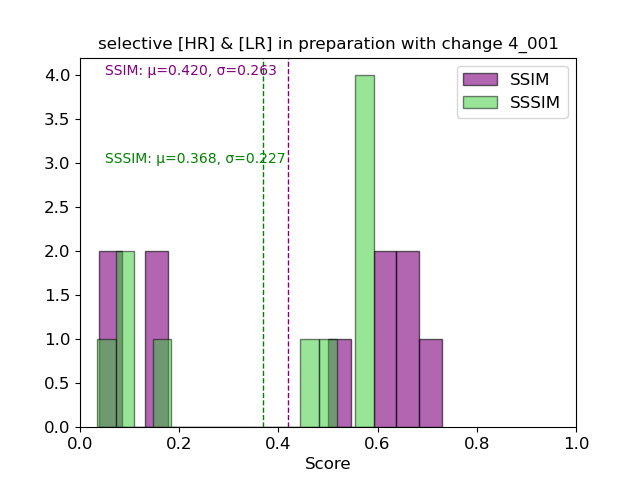 selective [HR] & [LR] in preparation with change 4_001
SSIM: μ=0.420, σ=0.263
SSSIM: μ=0.368, σ=0.227
SSIM
SSSIM
4.0
3.5
3.0
2.5
2.0
1.5
1.0
0.5
0.0
0.0 0.2 0.4 0.6 0.8 1.0
Score